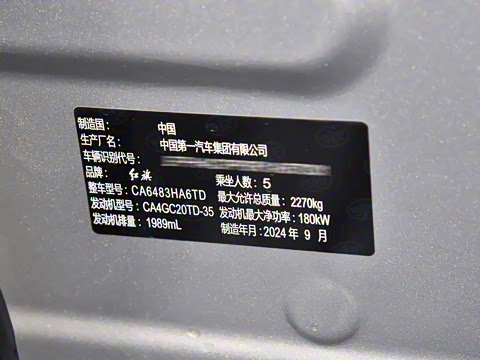 制造国： 中国
生产厂名： 中国第一汽车集团有限公司
车辆识别代号：
品牌： 红旗 乘坐人数：5
整车型号：CA6483HA6TD 最大允许总质量：2270kg
发动机型号：CA4GC20TD-35 发动机最大净功率：180kW
发动机排量：1989mL 制造年月：2024年 9 月